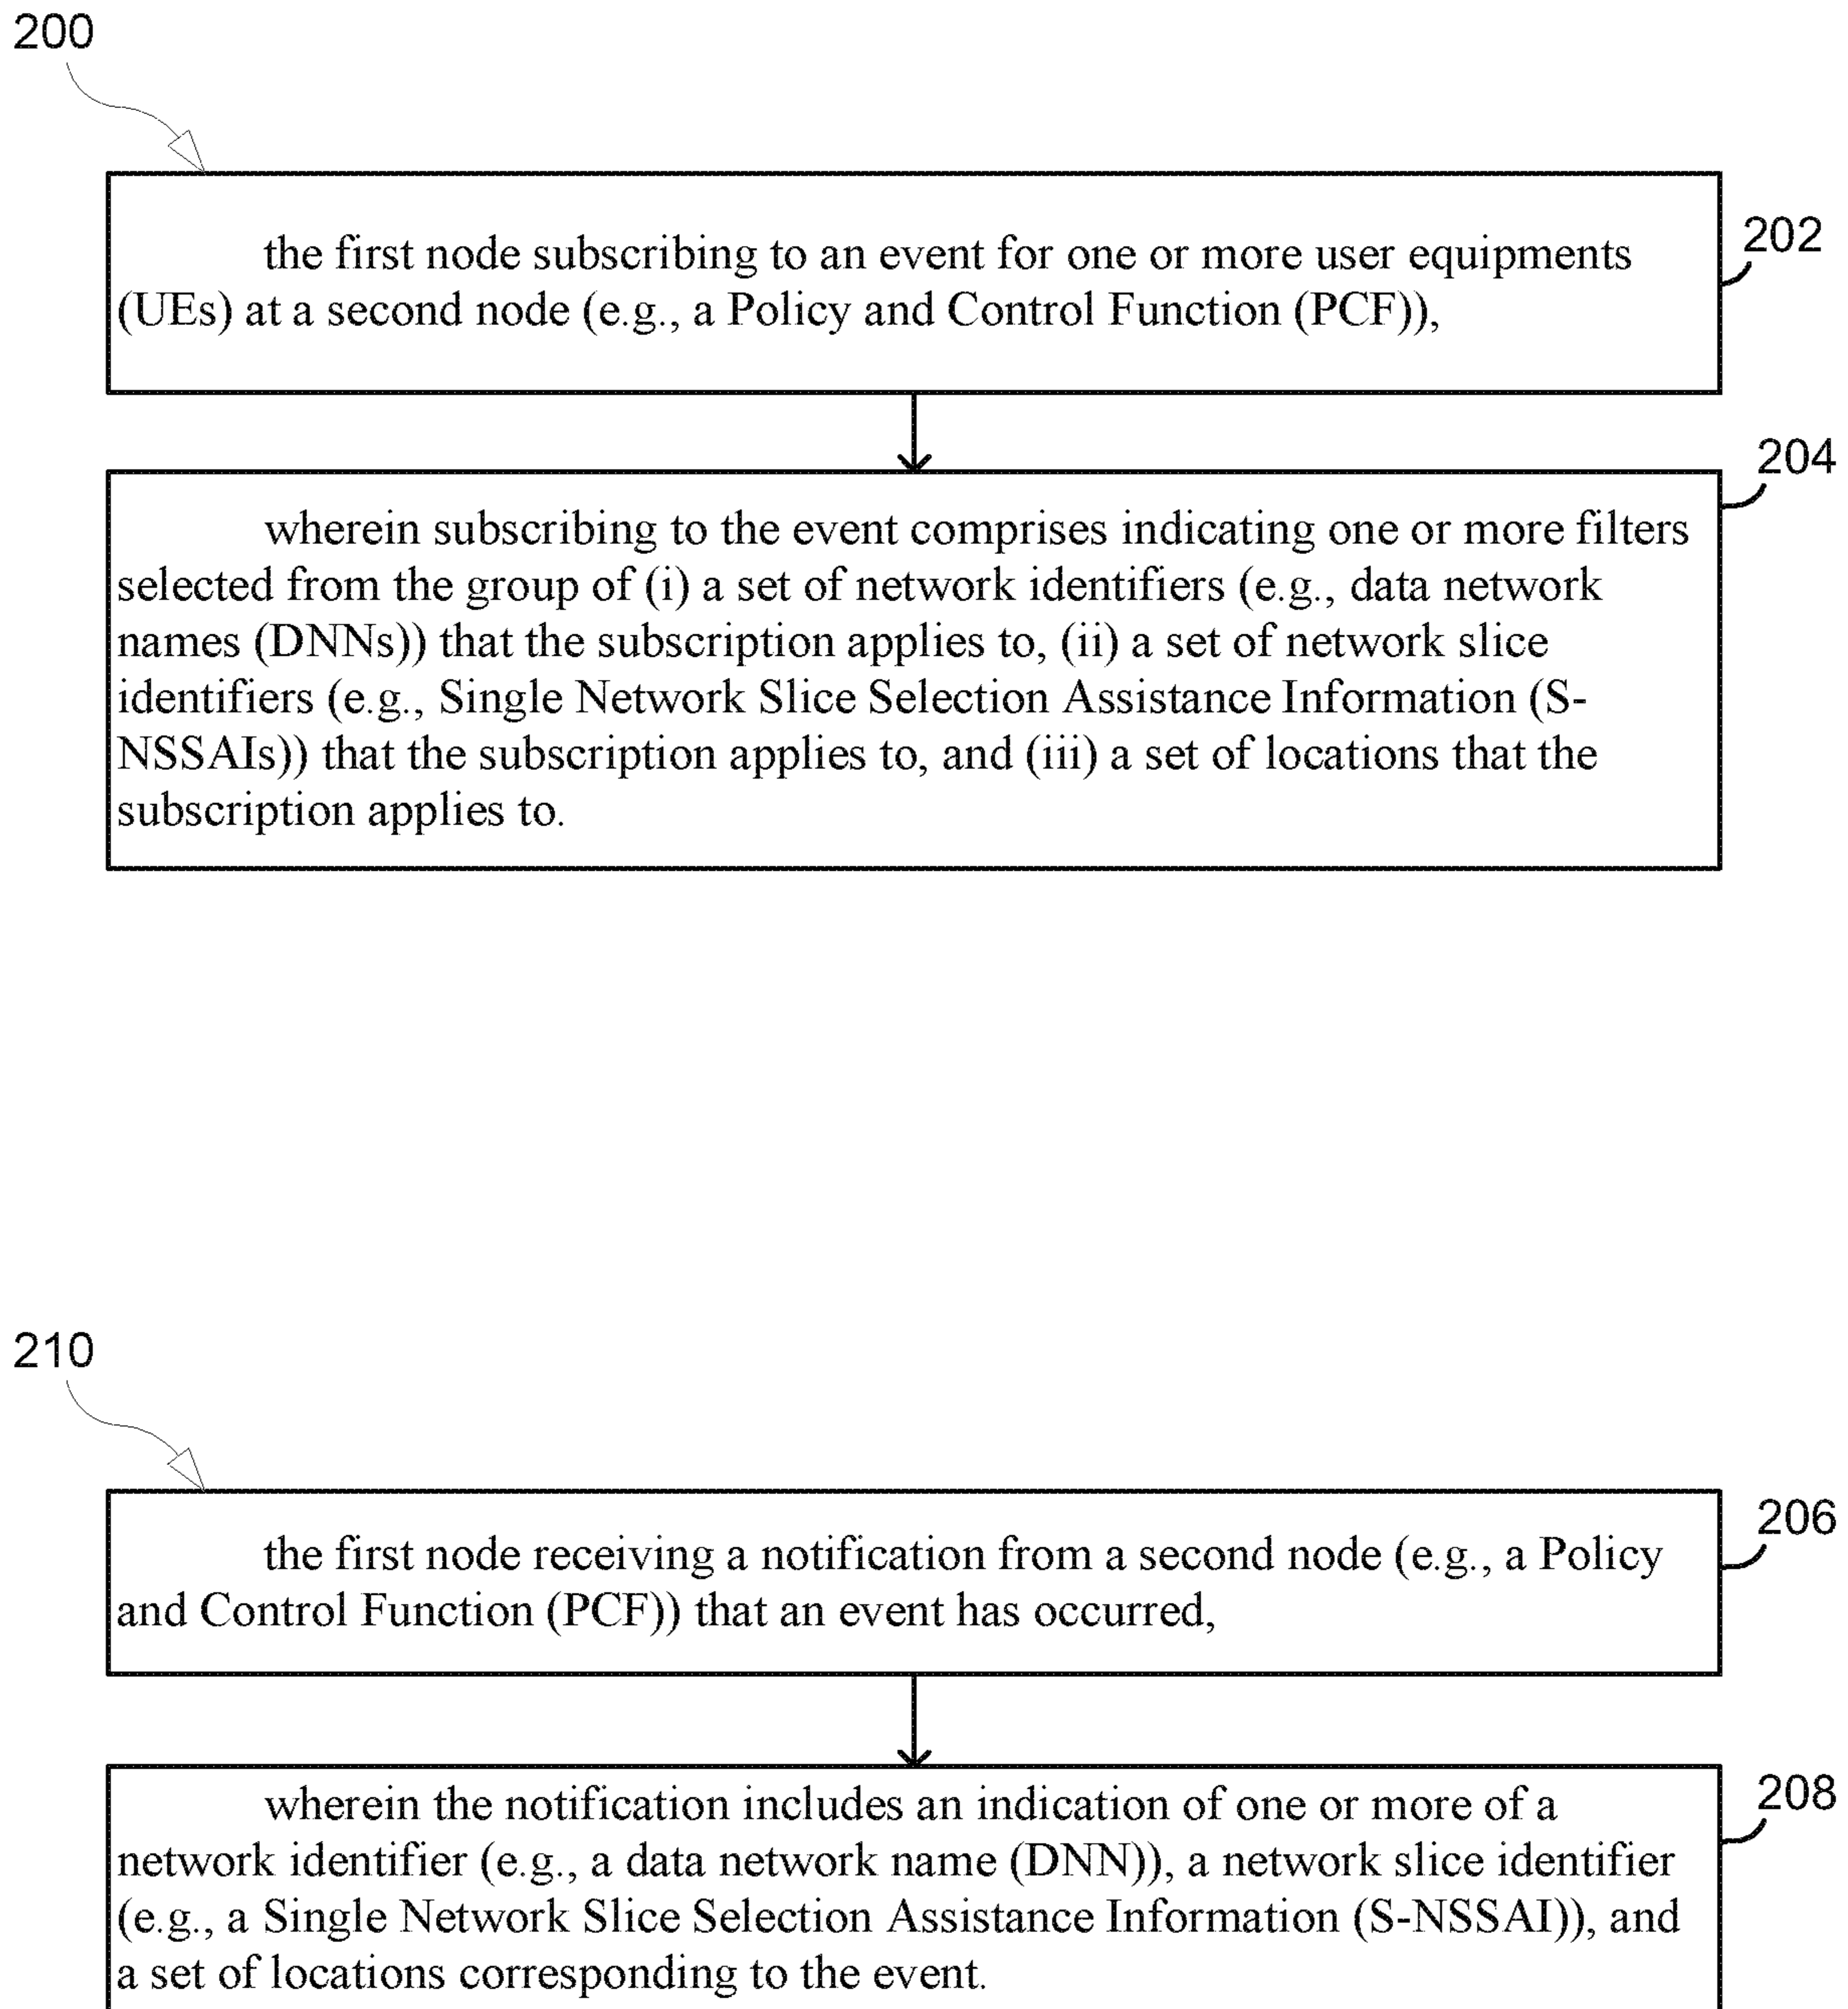 200
the first node subscribing to an event for one or more user equipments
202
(UEs) at a second node (e.g., a Policy and Control Function (PCF)),
204
wherein subscribing to the event comprises indicating one or more filters
selected from the group of (i) a set of network identifiers (e.g., data network
names (DNNs)) that the subscription applies to, (ii) a set of network slice
identifiers (e.g., Single Network Slice Selection Assistance Information (S-
NSSAIs)) that the subscription applies to, and (iii) a set of locations that the
subscription applies to.
210
206
the first node receiving a notification from a second node (e.g., a Policy
and Control Function (PCF)) that an event has occurred,
208
wherein the notification includes an indication of one or more of a
network identifier (e.g., a data network name (DNN)), a network slice identifier
(e.g., a Single Network Slice Selection Assistance Information (S-NSSAI)), and
a set of locations corresponding to the event.